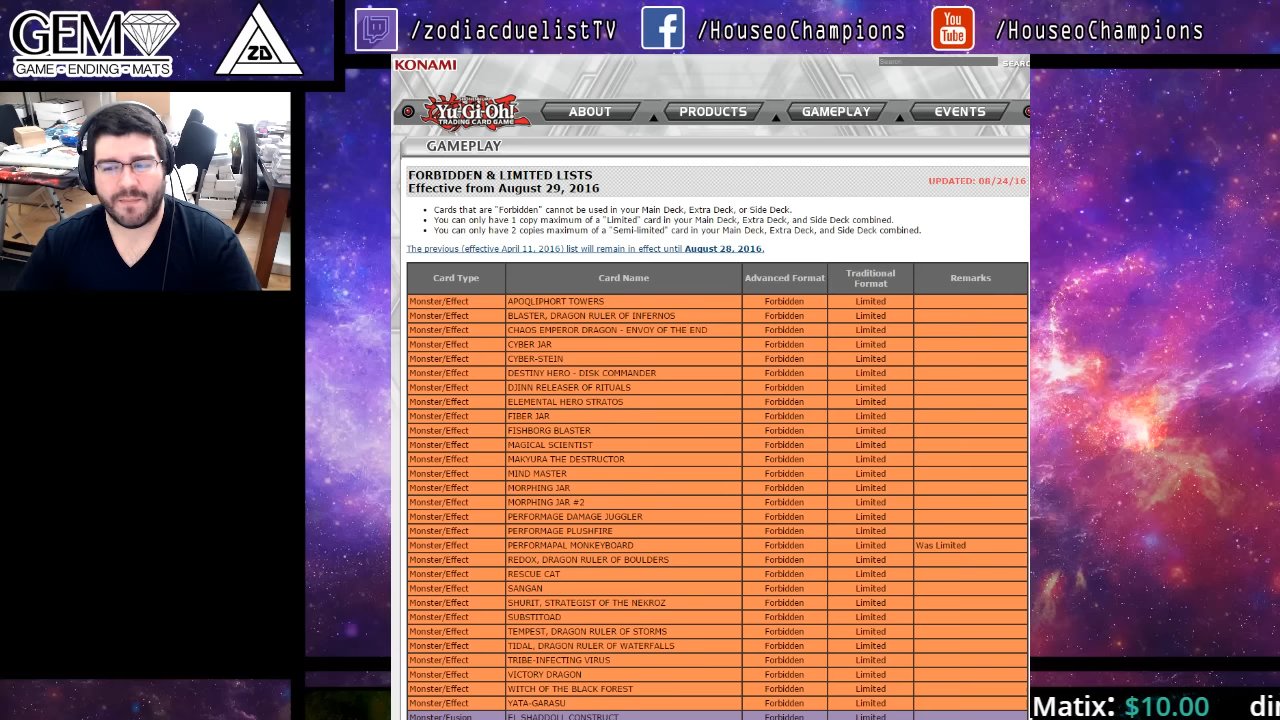 GEM
GAME - ENDING - MATS
ZD
/zodiacduelistTV
/HouseoChampions
You Tube
/HouseoChampions
KONAMI
Search
SEARC
Yu-Gi-Oh!
TRADING CARD GAME
ABOUT
PRODUCTS
GAMEPLAY
EVENTS
GAMEPLAY
FORBIDDEN & LIMITED LISTS
Effective from August 29, 2016
UPDATED: 08/24/16
• Cards that are "Forbidden" cannot be used in your Main Deck, Extra Deck, or Side Deck.
• You can only have 1 copy maximum of a "Limited" card in your Main Deck, Extra Deck, and Side Deck combined.
• You can only have 2 copies maximum of a "Semi-limited" card in your Main Deck, Extra Deck, and Side Deck combined.
The previous (effective April 11, 2016) list will remain in effect until August 28, 2016.
Card Type Card Name Advanced Format Traditional Format Remarks
Monster/Effect APOQLIPHORT TOWERS Forbidden Limited
Monster/Effect BLASTER, DRAGON RULER OF INFERNOS Forbidden Limited
Monster/Effect CHAOS EMPEROR DRAGON - ENVOY OF THE END Forbidden Limited
Monster/Effect CYBER JAR Forbidden Limited
Monster/Effect CYBER-STEIN Forbidden Limited
Monster/Effect DESTINY HERO - DISK COMMANDER Forbidden Limited
Monster/Effect DJINN RELEASER OF RITUALS Forbidden Limited
Monster/Effect ELEMENTAL HERO STRATOS Forbidden Limited
Monster/Effect FIBER JAR Forbidden Limited
Monster/Effect FISHBORG BLASTER Forbidden Limited
Monster/Effect MAGICAL SCIENTIST Forbidden Limited
Monster/Effect MAKYURA THE DESTRUCTOR Forbidden Limited
Monster/Effect MIND MASTER Forbidden Limited
Monster/Effect MORPHING JAR Forbidden Limited
Monster/Effect MORPHING JAR #2 Forbidden Limited
Monster/Effect PERFORMAGE DAMAGE JUGGLER Forbidden Limited
Monster/Effect PERFORMAGE PLUSHFIRE Forbidden Limited
Monster/Effect PERFORMAPAL MONKEYBOARD Forbidden Limited Was Limited
Monster/Effect REDOX, DRAGON RULER OF BOULDERS Forbidden Limited
Monster/Effect RESCUE CAT Forbidden Limited
Monster/Effect SANGAN Forbidden Limited
Monster/Effect SHURIT, STRATEGIST OF THE NEKROZ Forbidden Limited
Monster/Effect SUBSTITOAD Forbidden Limited
Monster/Effect TEMPEST, DRAGON RULER OF STORMS Forbidden Limited
Monster/Effect TIDAL, DRAGON RULER OF WATERFALLS Forbidden Limited
Monster/Effect TRIBE-INFECTING VIRUS Forbidden Limited
Monster/Effect VICTORY DRAGON Forbidden Limited
Monster/Effect WITCH OF THE BLACK FOREST Forbidden Limited
Monster/Effect YATA-GARASU Forbidden Limited
Monster/Fusion EL SHADDOLL CONSTRUCT Forbidden Limited
Matix: $10.00